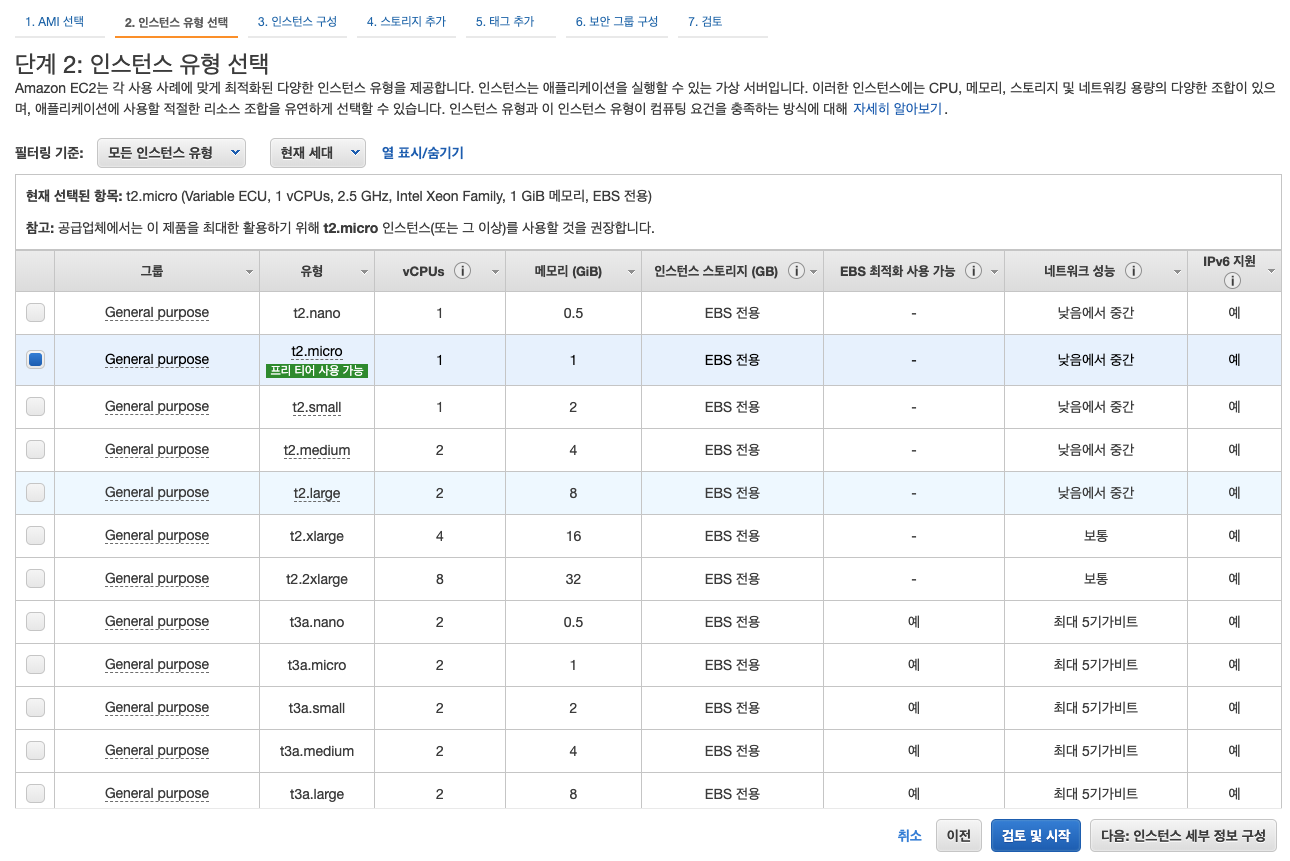 1. AMI 선택 2. 인스턴스 유형 선택 3. 인스턴스 구성 4. 스토리지 추가 5. 태그 추가 6. 보안 그룹 구성 7. 검토
단계 2: 인스턴스 유형 선택
Amazon EC2는 각 사용 사례에 맞게 최적화된 다양한 인스턴스 유형을 제공합니다. 인스턴스는 애플리케이션을 실행할 수 있는 가상 서버입니다. 이러한 인스턴스에는 CPU, 메모리, 스토리지 및 네트워킹 용량의 다양한 조합이 있으
며, 애플리케이션에 사용할 적절한 리소스 조합을 유연하게 선택할 수 있습니다. 인스턴스 유형과 이 인스턴스 유형이 컴퓨팅 요건을 충족하는 방식에 대해 자세히 알아보기.
필터링 기준: 모든 인스턴스 유형 현재 세대 열 표시/숨기기
현재 선택된 항목: t2.micro (Variable ECU, 1 vCPUs, 2.5 GHz, Intel Xeon Family, 1 GiB 메모리, EBS 전용)
참고: 공급업체에서는 이 제품을 최대한 활용하기 위해 t2.micro 인스턴스(또는 그 이상)를 사용할 것을 권장합니다.
그룹 유형 vCPUs i 메모리 (GiB) 인스턴스 스토리지 (GB) i EBS 최적화 사용 가능 i 네트워크 성능 i IPv6 지원 i
General purpose t2.nano 1 0.5 EBS 전용 - 낮음에서 중간 예
General purpose t2.micro 프리 티어 사용 가능 1 1 EBS 전용 - 낮음에서 중간 예
General purpose t2.small 1 2 EBS 전용 - 낮음에서 중간 예
General purpose t2.medium 2 4 EBS 전용 - 낮음에서 중간 예
General purpose t2.large 2 8 EBS 전용 - 낮음에서 중간 예
General purpose t2.xlarge 4 16 EBS 전용 - 보통 예
General purpose t2.2xlarge 8 32 EBS 전용 - 보통 예
General purpose t3a.nano 2 0.5 EBS 전용 예 최대 5기가비트 예
General purpose t3a.micro 2 1 EBS 전용 예 최대 5기가비트 예
General purpose t3a.small 2 2 EBS 전용 예 최대 5기가비트 예
General purpose t3a.medium 2 4 EBS 전용 예 최대 5기가비트 예
General purpose t3a.large 2 8 EBS 전용 예 최대 5기가비트 예
취소 이전 검토 및 시작 다음: 인스턴스 세부 정보 구성